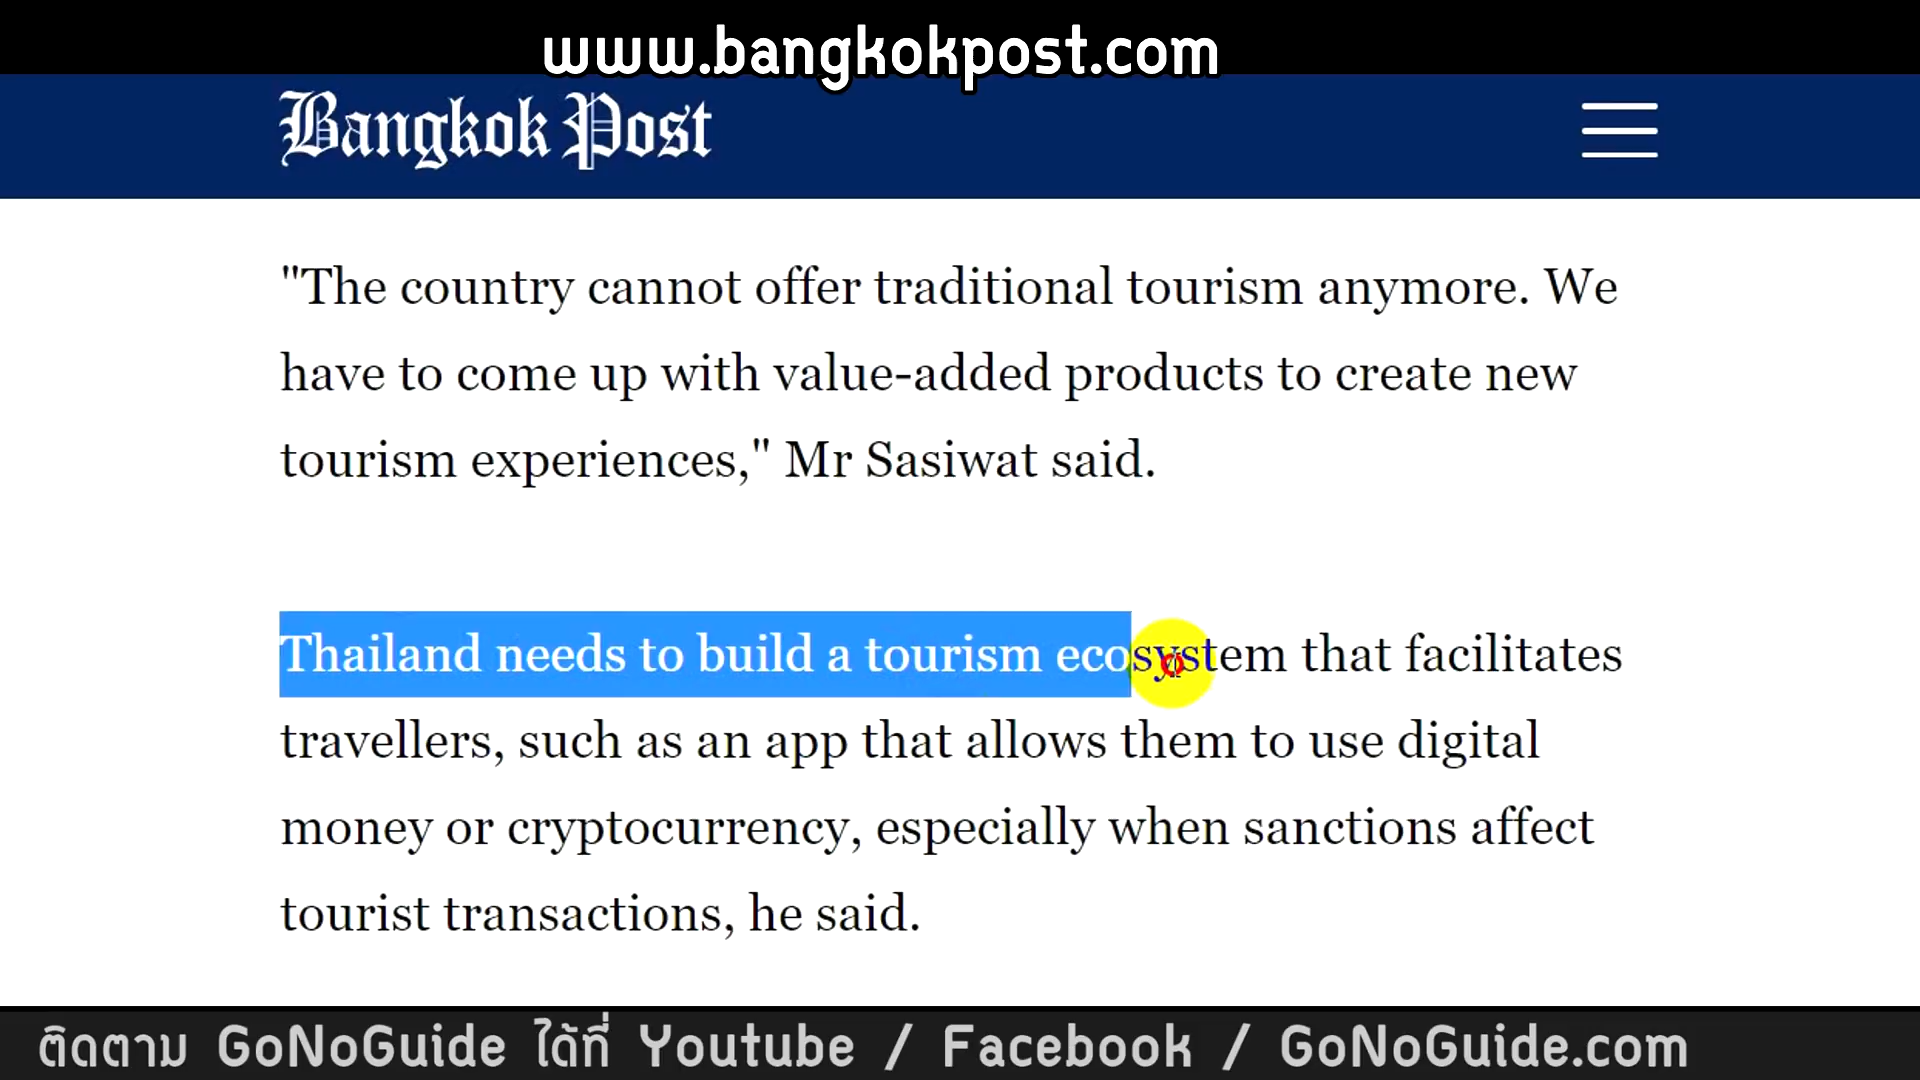 www.bangkokpost.com
Bangkok Post
"The country cannot offer traditional tourism anymore. We
have to come up with value-added products to create new
tourism experiences," Mr Sasiwat said.
Thailand needs to build a tourism ecosystem that facilitates
travellers, such as an app that allows them to use digital
money or cryptocurrency, especially when sanctions affect
tourist transactions, he said.
ติดตาม GoNoGuide ได้ที่ Youtube / Facebook / GoNoGuide.com